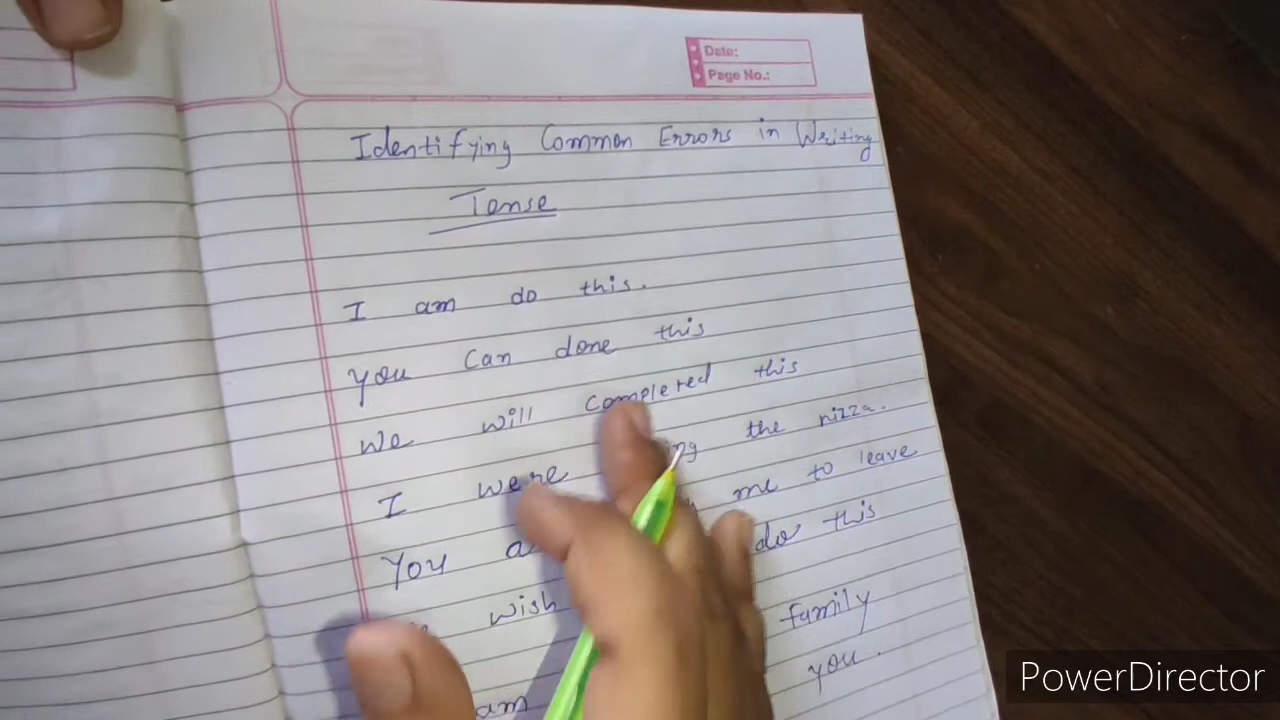 Date:
Page No.:
Identifying Common Errors in Writing
Tense
I am do this.
you can done this
We will completed this
I were the pizza.
You me to leave
wish do this
family
am you.
PowerDirector